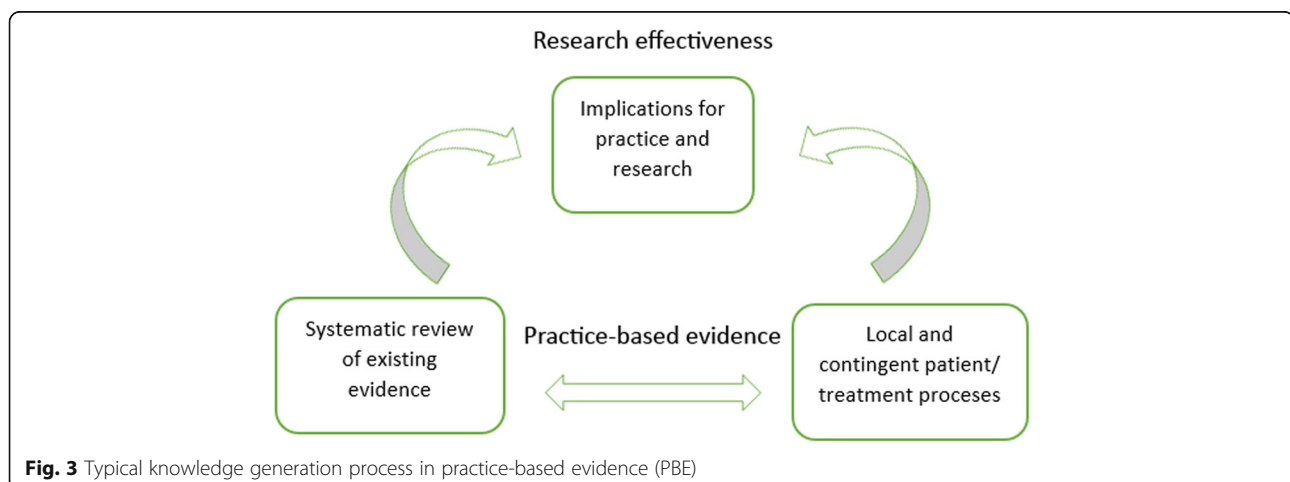 Research effectiveness
Implications for
practice and
research
Systematic review
of existing
evidence
Practice-based evidence
Local and
contingent patient/
treatment proceses
Fig. 3 Typical knowledge generation process in practice-based evidence (PBE)